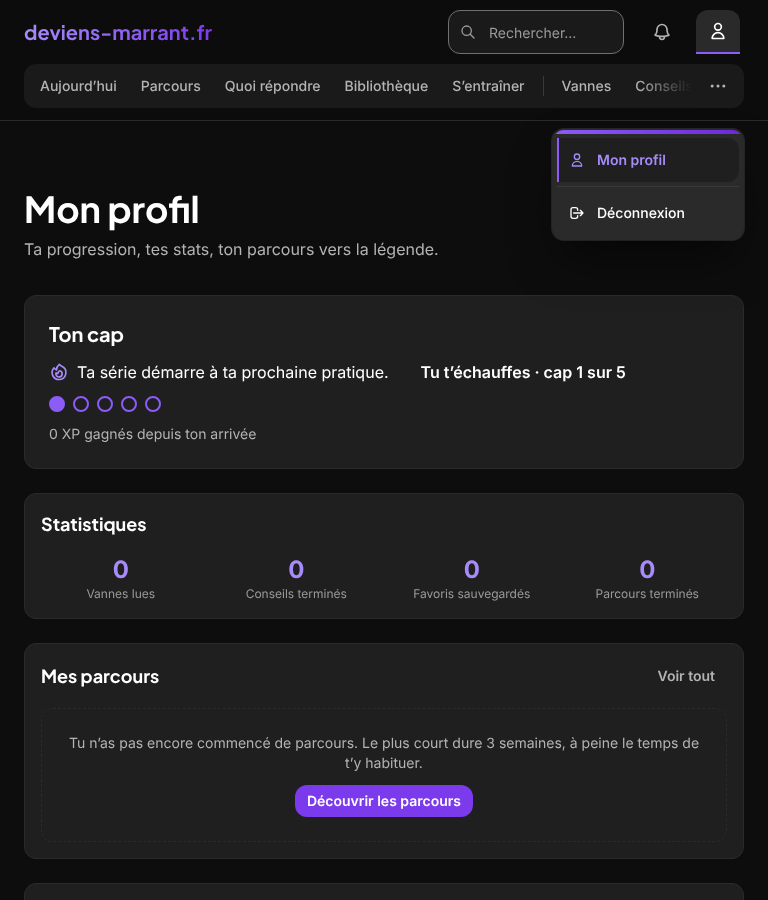 deviens-marrant.fr
Rechercher...
Aujourd’hui Parcours Quoi répondre Bibliothèque S’entraîner Vannes Conseils
Mon profil
Déconnexion
Mon profil
Ta progression, tes stats, ton parcours vers la légende.
Ton cap
Ta série démarre à ta prochaine pratique. Tu t’échauffes · cap 1 sur 5
0 XP gagnés depuis ton arrivée
Statistiques
0 0 0 0
Vannes lues Conseils terminés Favoris sauvegardés Parcours terminés
Mes parcours Voir tout
Tu n’as pas encore commencé de parcours. Le plus court dure 3 semaines, à peine le temps de
t’y habituer.
Découvrir les parcours